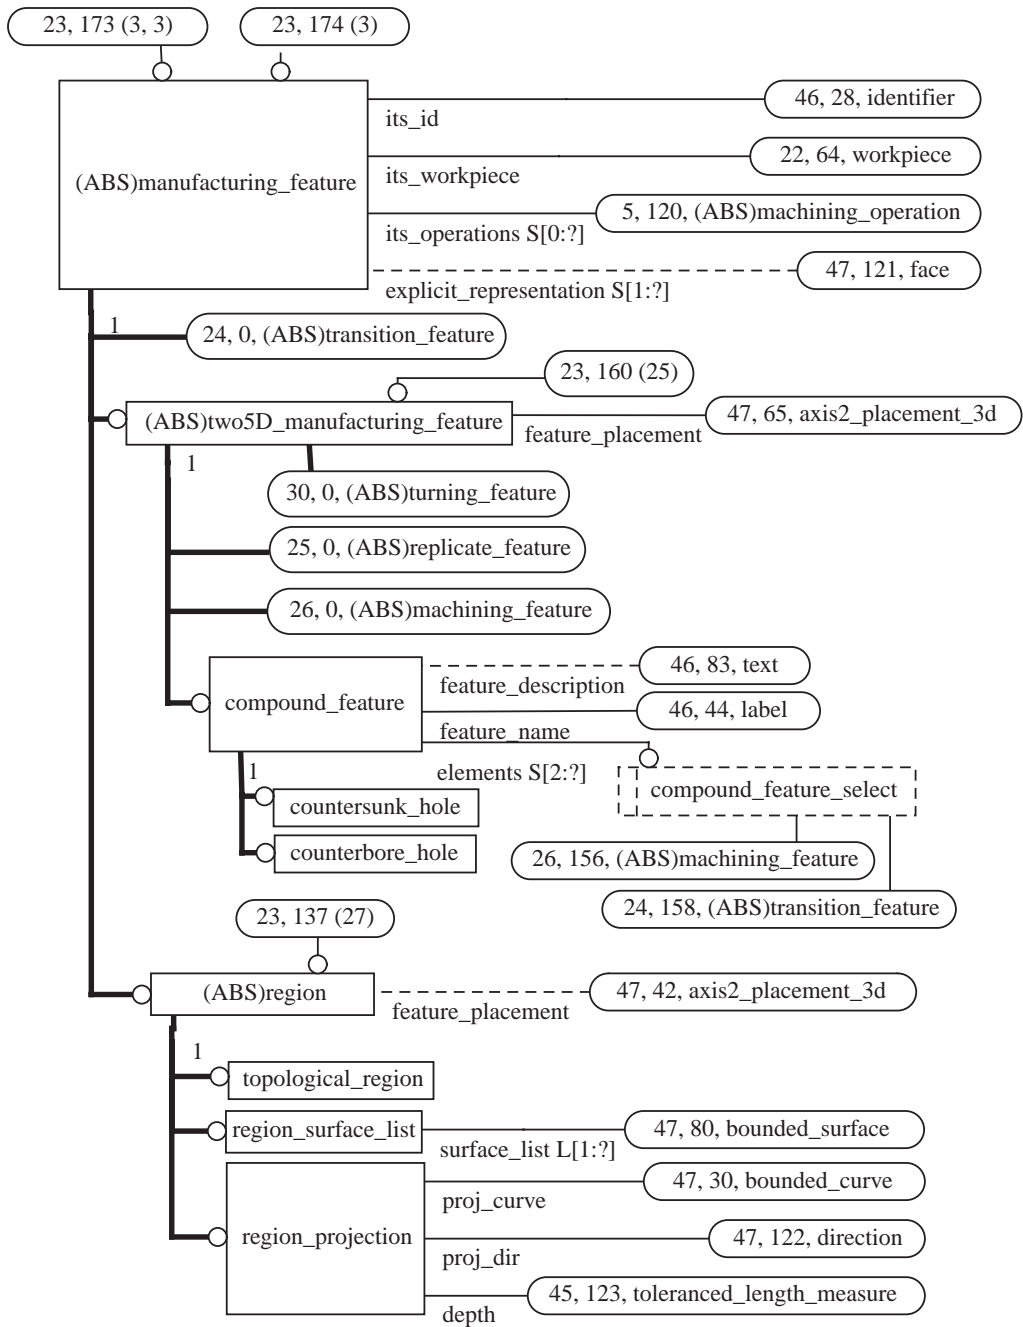 23, 173 (3, 3)
23, 174 (3)
(ABS)manufacturing_feature
its_id
46, 28, identifier
its_workpiece
22, 64, workpiece
its_operations S[0:?]
5, 120, (ABS)machining_operation
explicit_representation S[1:?]
47, 121, face
1
24, 0, (ABS)transition_feature
23, 160 (25)
(ABS)two5D_manufacturing_feature
feature_placement
47, 65, axis2_placement_3d
1
30, 0, (ABS)turning_feature
25, 0, (ABS)replicate_feature
26, 0, (ABS)machining_feature
compound_feature
feature_description
46, 83, text
feature_name
46, 44, label
elements S[2:?]
compound_feature_select
1
countersunk_hole
counterbore_hole
26, 156, (ABS)machining_feature
24, 158, (ABS)transition_feature
23, 137 (27)
(ABS)region
feature_placement
47, 42, axis2_placement_3d
1
topological_region
region_surface_list
surface_list L[1:?]
47, 80, bounded_surface
region_projection
proj_curve
47, 30, bounded_curve
proj_dir
47, 122, direction
depth
45, 123, toleranced_length_measure